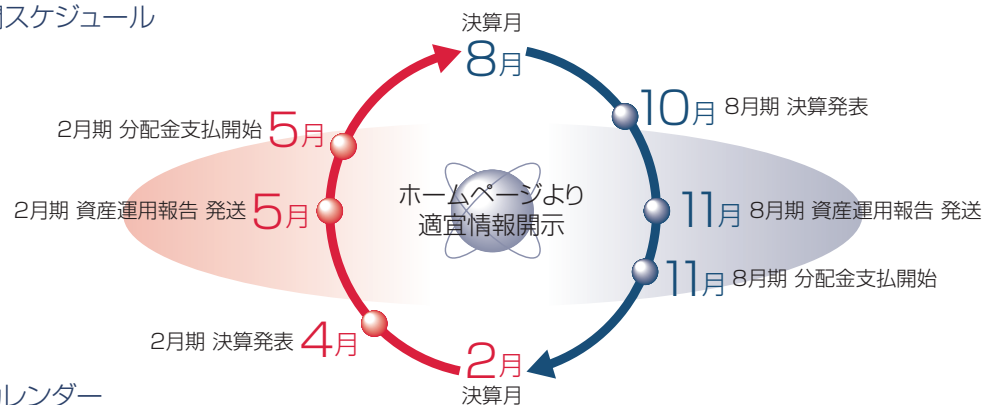 スケジュール
決算月
8月
10月 8月期 決算発表
2月期 分配金支払開始 5月
ホームページより
適宜情報開示
2月期 資産運用報告 発送 5月
11月 8月期 資産運用報告 発送
11月 8月期 分配金支払開始
2月期 決算発表 4月
2月
決算月
レンダー